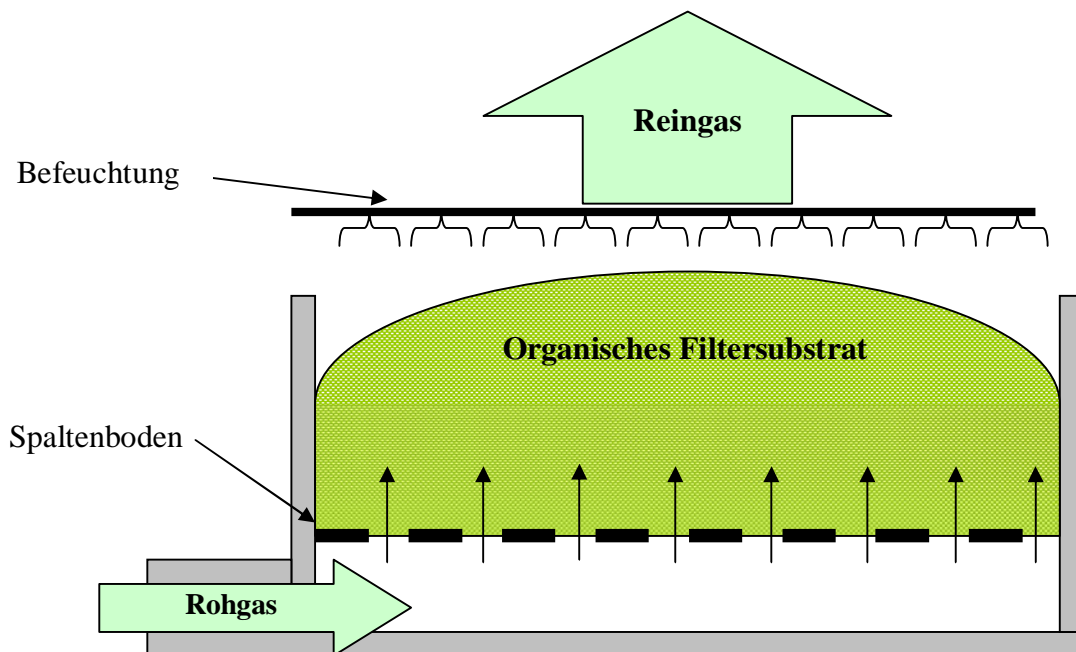 Reingas
Befeuchtung
Organisches Filtersubstrat
Spaltenboden
Rohgas